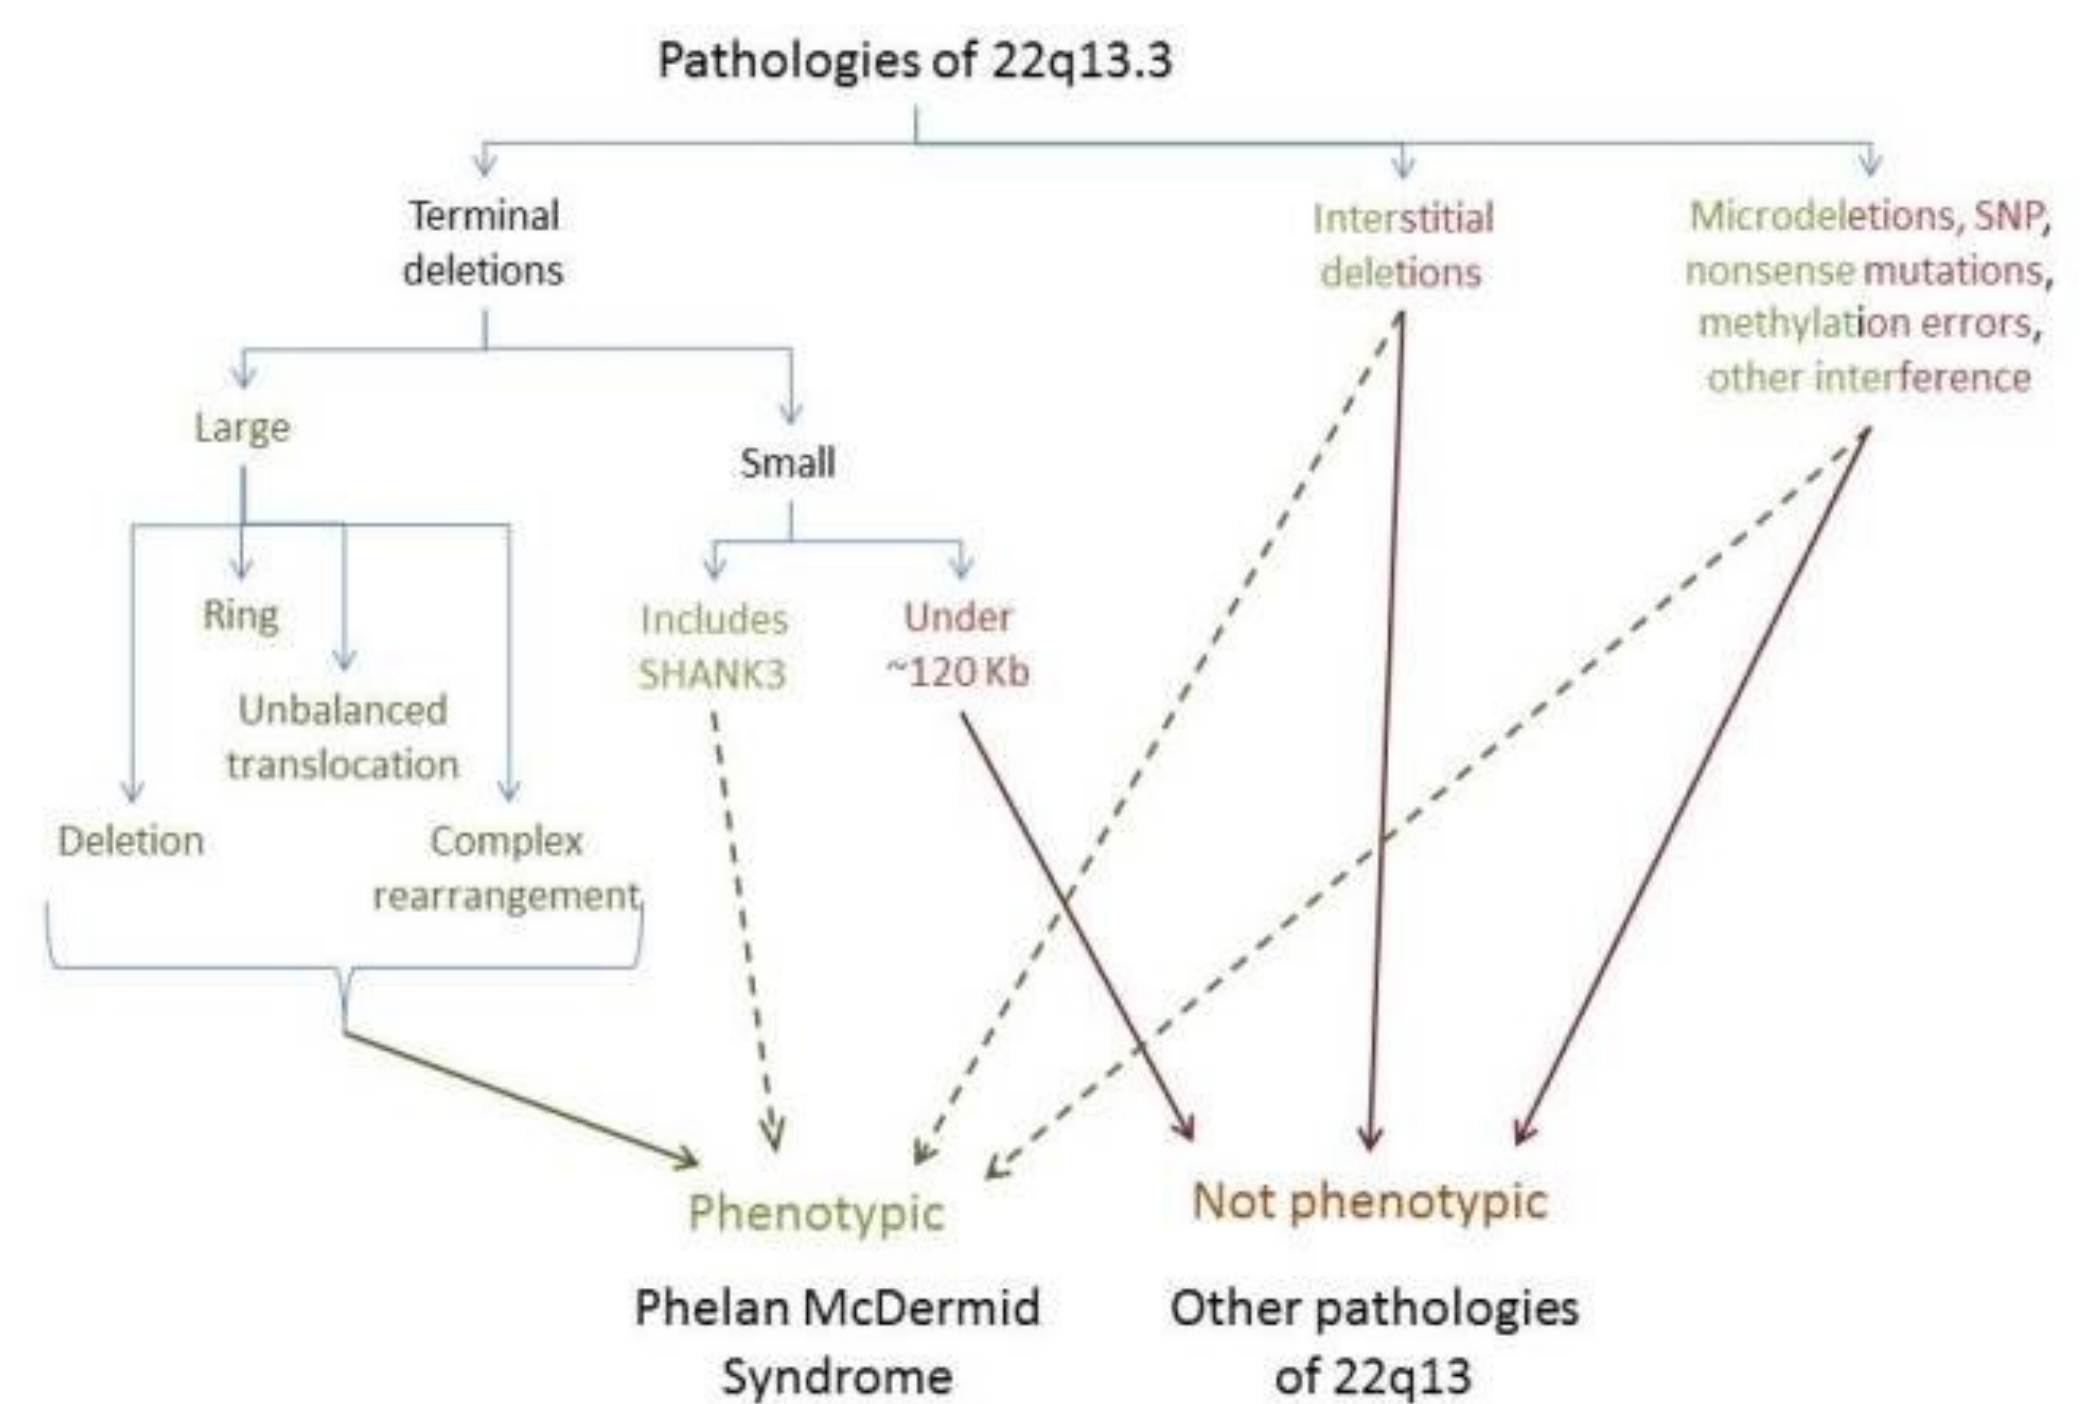 Pathologies of 22q13.3
Terminal
deletions
Interstitial
deletions
Microdeletions, SNP,
nonsense mutations,
methylation errors,
other interference
Large
Small
Ring
Unbalanced
translocation
Deletion
Complex
rearrangement
Includes
SHANK3
Under
~120 Kb
Phenotypic
Not phenotypic
Phelan McDermid
Syndrome
Other pathologies
of 22q13